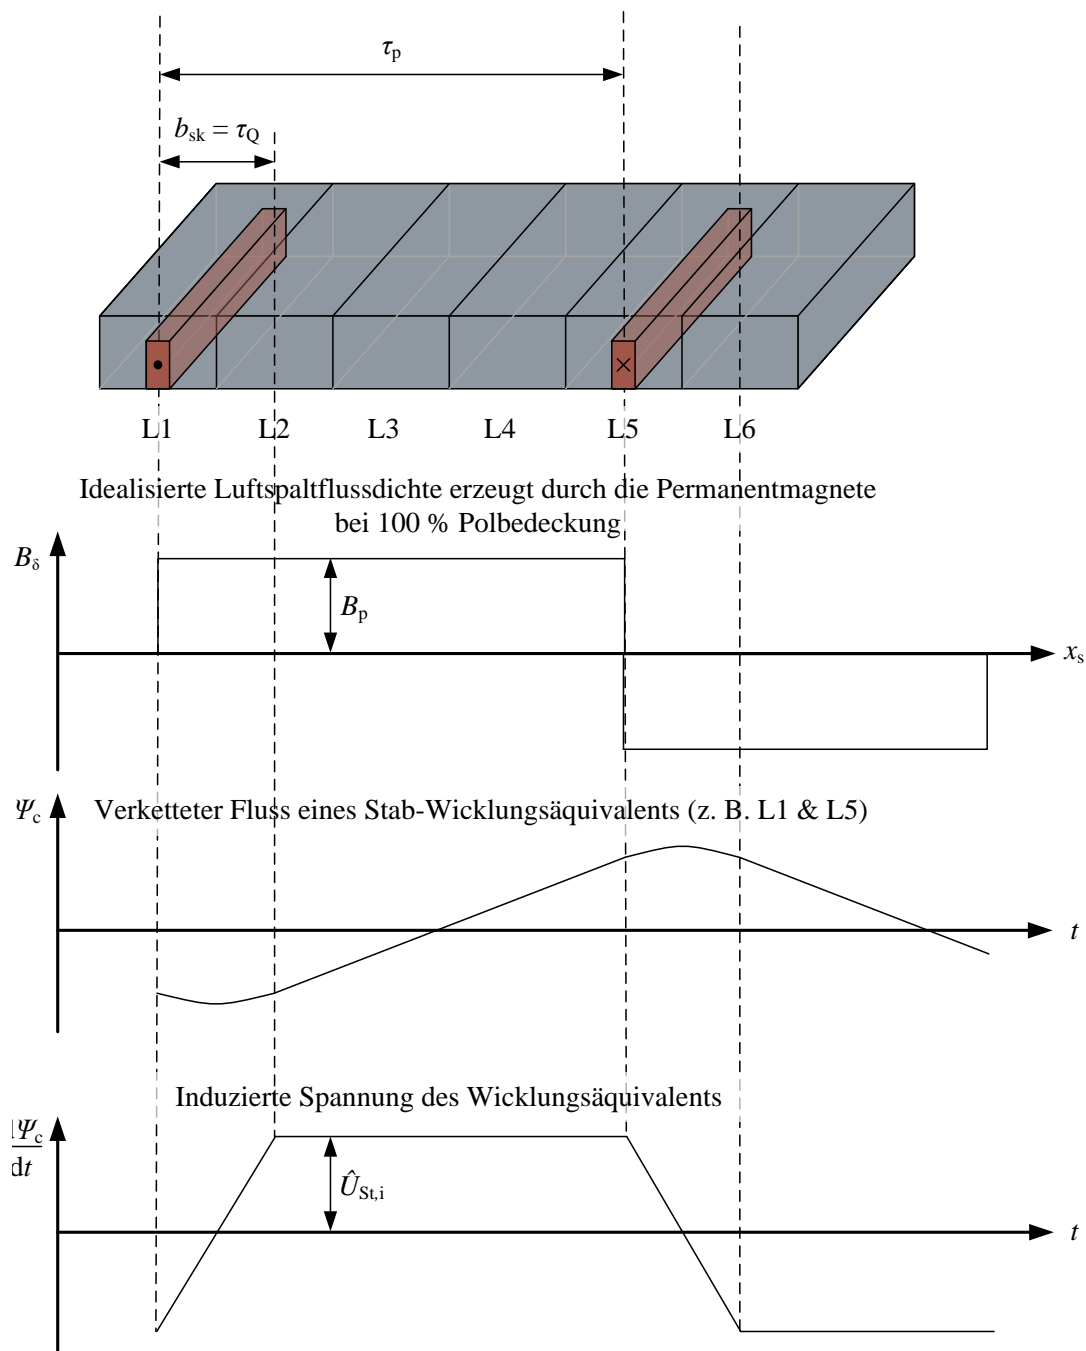 τp
bsk = τQ
L1 L2 L3 L4 L5 L6
Idealisierte Luftspaltflussdichte erzeugt durch die Permanentmagnete
bei 100 % Polbedeckung
Bδ
Bp
xs
Ψc
Verketteter Fluss eines Stab-Wicklungsäquivalents (z. B. L1 & L5)
t
Induzierte Spannung des Wicklungsäquivalents
Ψc
dt
ÛSt,i
t